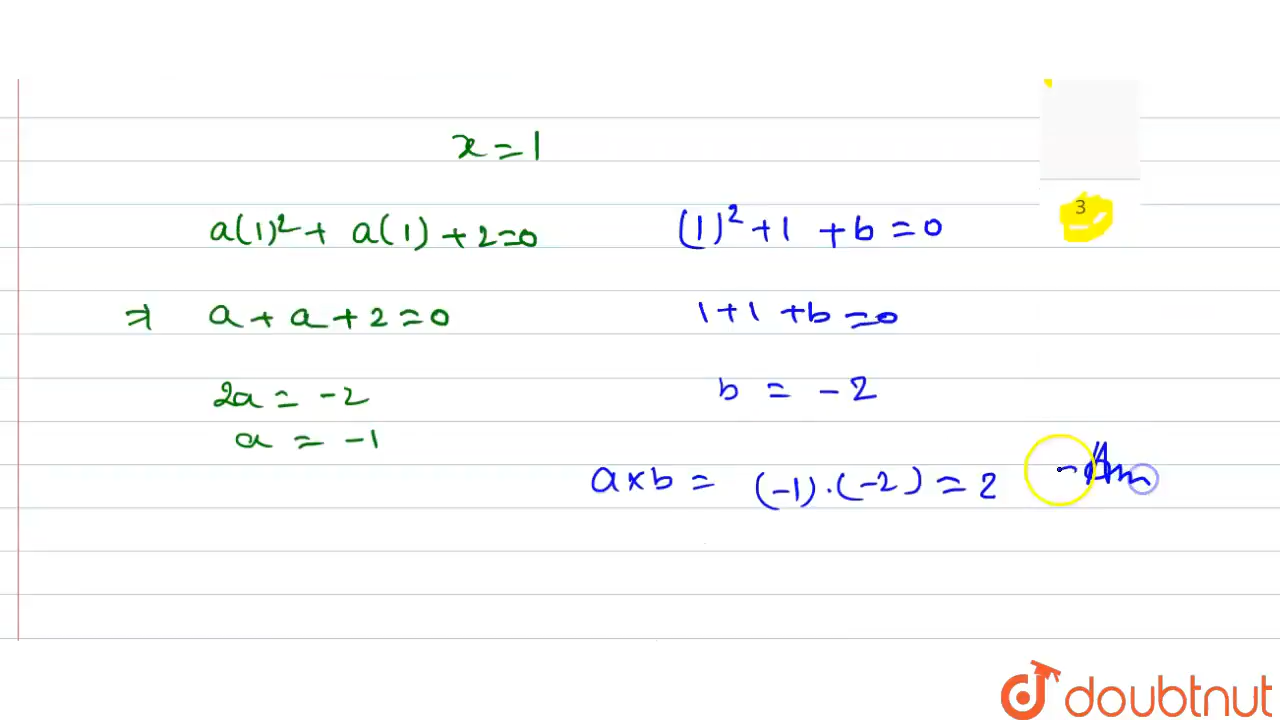 x = 1
a(1)² + a(1) + 2 = 0
(1)² + 1 + b = 0
3
⇒ a + a + 2 = 0
1 + 1 + b = 0
2a = -2
b = -2
a = -1
a × b = (-1)·(-2) = 2 - Ans
doubtnut